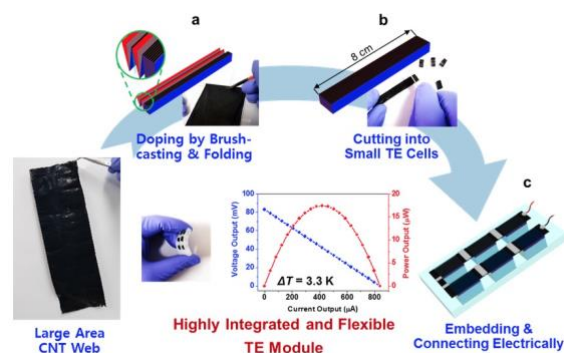 a
b
8 cm
Doping by Brush-
casting & Folding
Cutting into
Small TE Cells
c
Voltage Output (mV)
100
80
60
40
20
0
ΔT = 3.3 K
0 200 400 600 800
Current Output (μA)
20
15
10
5
0
Power Output (μW)
Large Area
CNT Web
Highly Integrated and Flexible
TE Module
Embedding &
Connecting Electrically